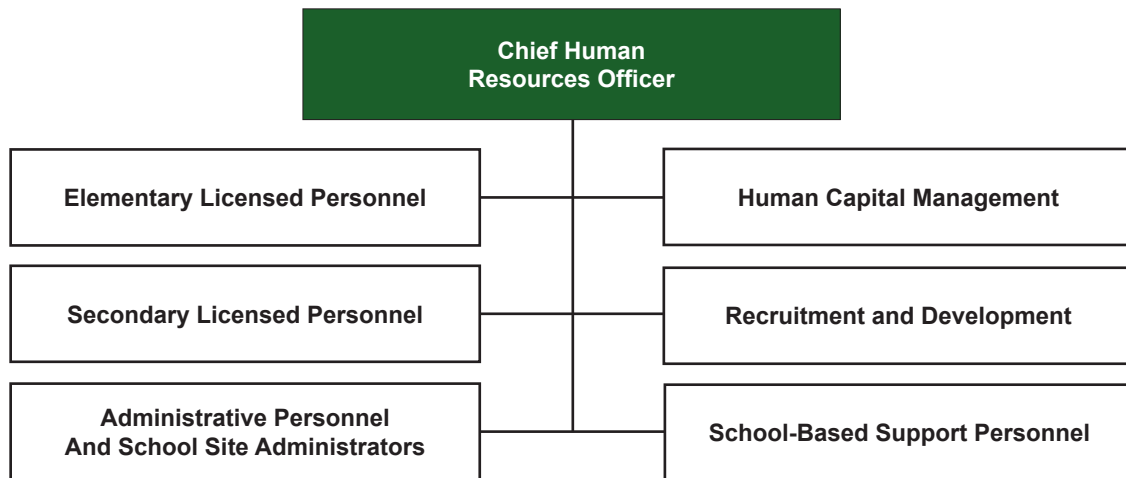 Chief Human
Resources Officer
Elementary Licensed Personnel
Human Capital Management
Secondary Licensed Personnel
Recruitment and Development
Administrative Personnel
And School Site Administrators
School-Based Support Personnel